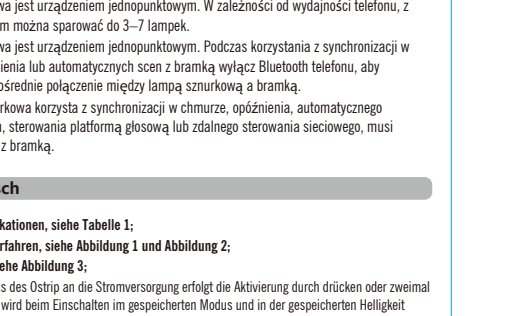 wa jest urządzeniem jednopunktowym. W zależności od wydajności telefonu, z
m można sparować do 3–7 lampek.
wa jest urządzeniem jednopunktowym. Podczas korzystania z synchronizacji w
ienia lub automatycznych scen z bramką wyłącz Bluetooth telefonu, aby
ośrednie połączenie między lampą sznurkową a bramką.
rkowa korzysta z synchronizacji w chmurze, opóźnienia, automatycznego
, sterowania platformą głosową lub zdalnego sterowania sieciowego, musi
z bramką.
sch
kationen, siehe Tabelle 1;
rfahren, siehe Abbildung 1 und Abbildung 2;
ehe Abbildung 3;
s des Ostrip an die Stromversorgung erfolgt die Aktivierung durch drücken oder zweimal
wird beim Einschalten im gespeicherten Modus und in der gespeicherten Helligkeit